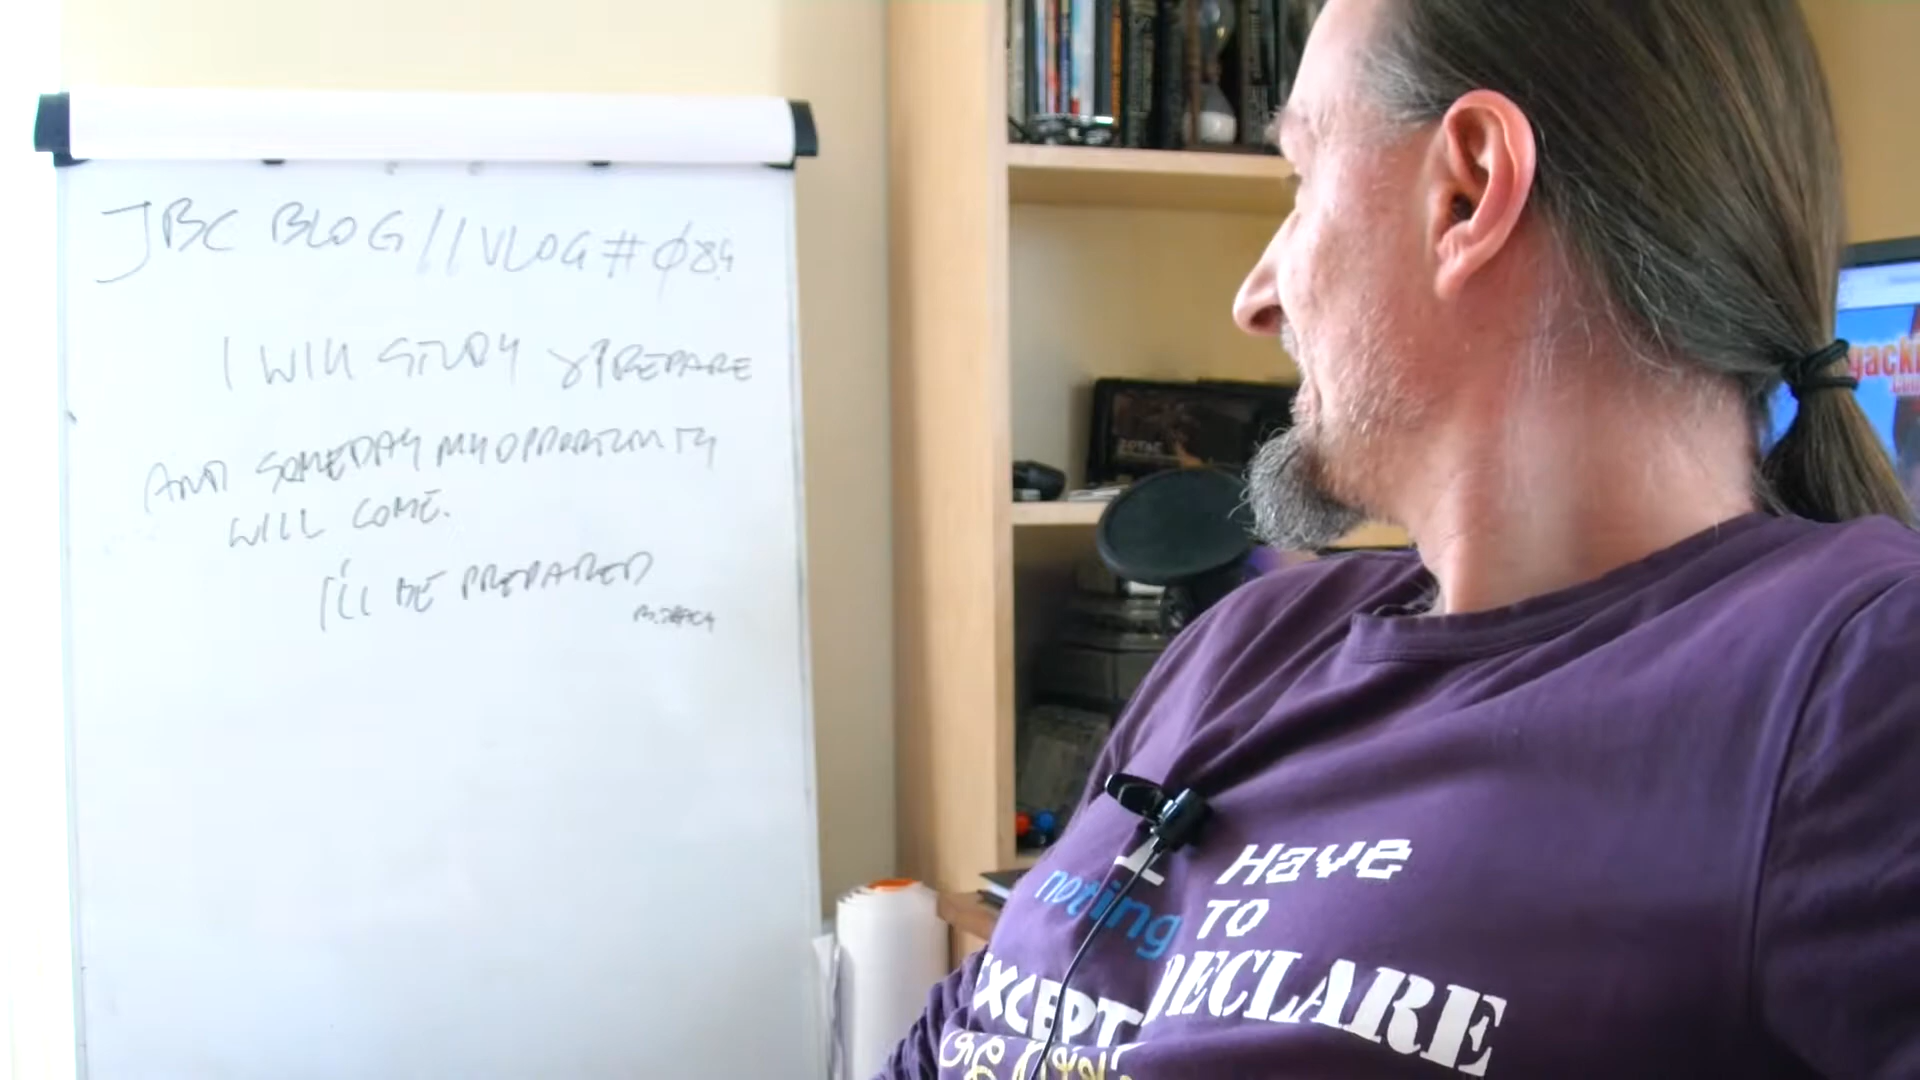 JBC BLOG // VLOG # Ø84
I WILL STUDY & PREPARE
AND SOMEDAY MY OPPORTUNITY
WILL COME.
I'LL BE PREPARED
I Have
nothing TO
EXCEPT DECLARE